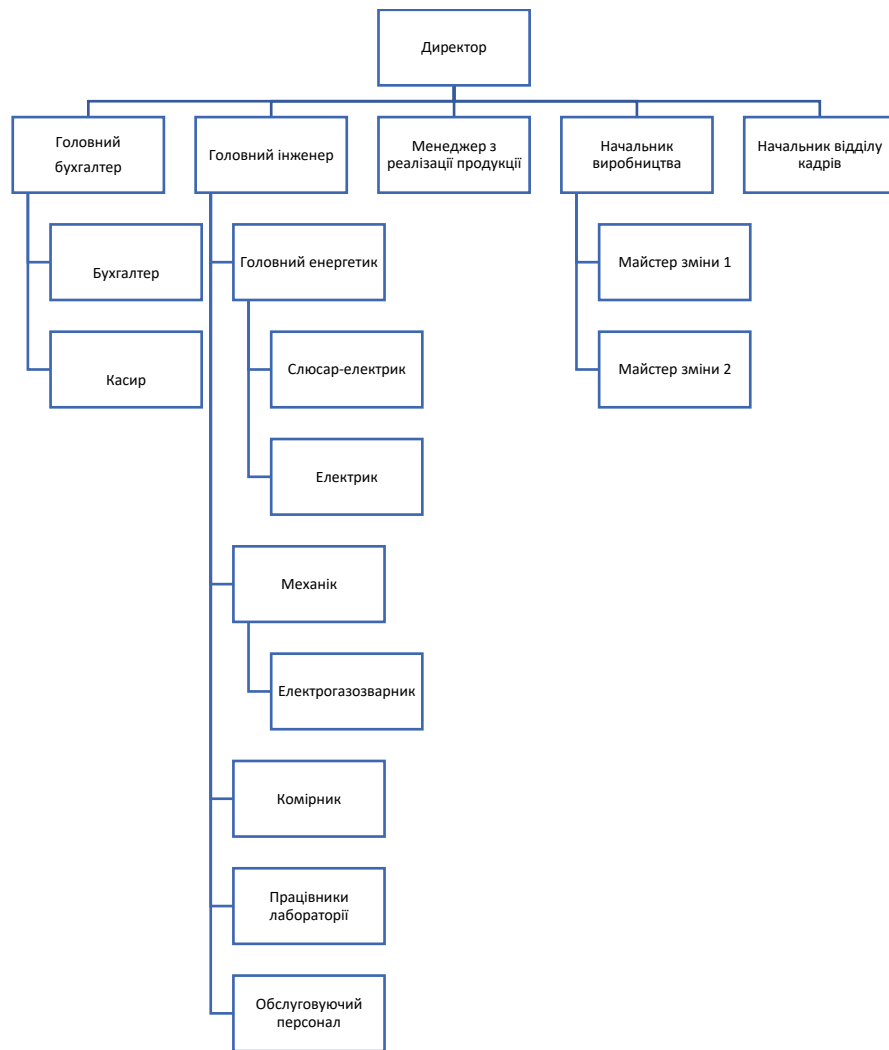 Директор
Головний
бухгалтер
Головний інженер
Менеджер з
реалізації продукції
Начальник
виробництва
Начальник відділу
кадрів
Бухгалтер
Касир
Головний енергетик
Слюсар-електрик
Електрик
Механік
Електрогазозварник
Комірник
Працівники
лабораторії
Обслуговуючий
персонал
Майстер зміни 1
Майстер зміни 2